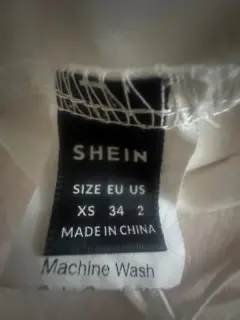 SHEIN
SIZE EU US
XS 34 2
MADE IN CHINA
Machine Wash